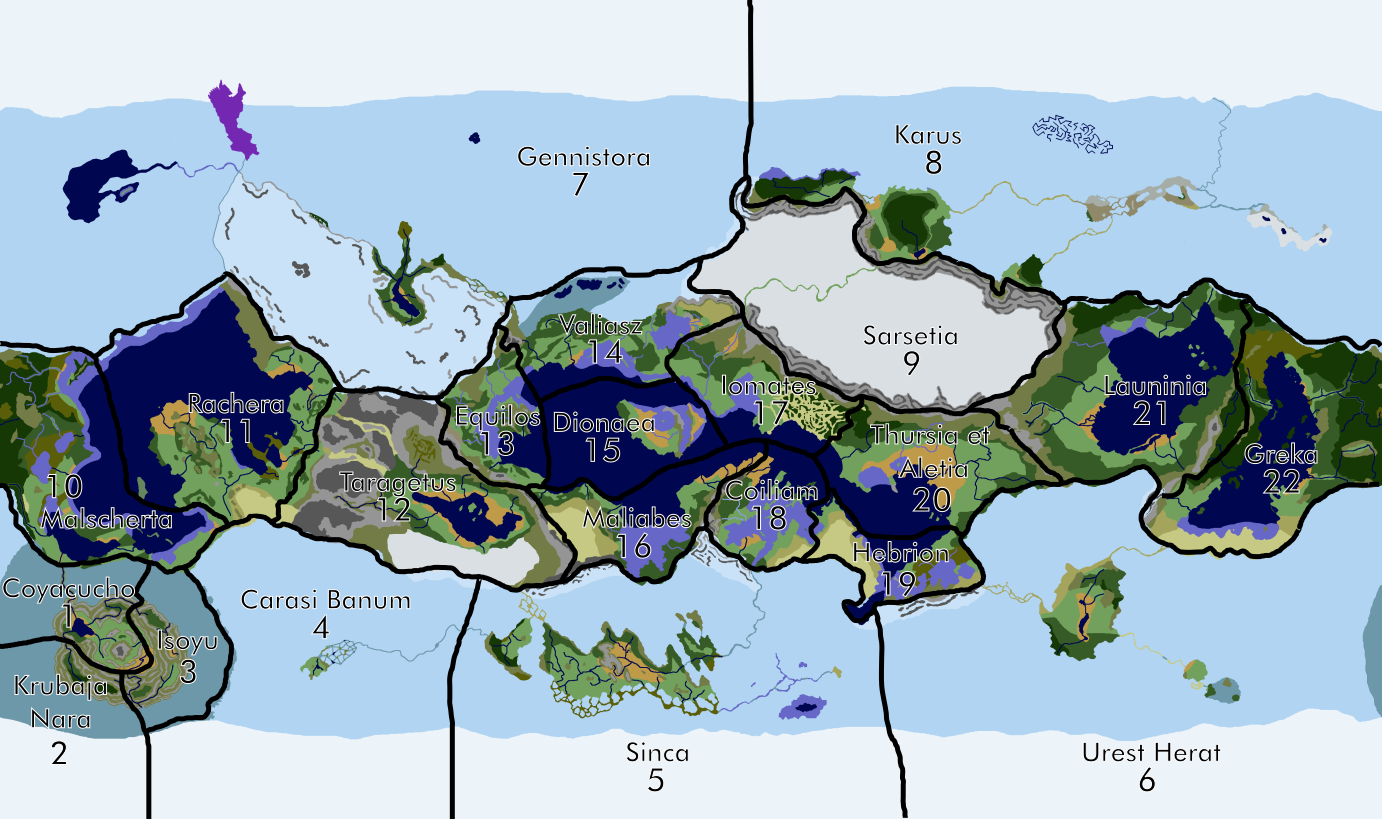 Karus
8
Gennistora
7
Valiasz
14
Sarsetia
9
Iomates
17
Launinia
21
Rachera
11
Equilos
13
Dionaea
15
Thursia et
Aletia
20
Greka
22
10
Malscherta
Taragetus
12
Coiliam
18
Maliabes
16
Hebrion
19
Coyacucho
1
Carasi Banum
4
Isoyu
3
Krubaja
Nara
2
Sinca
5
Urest Herat
6